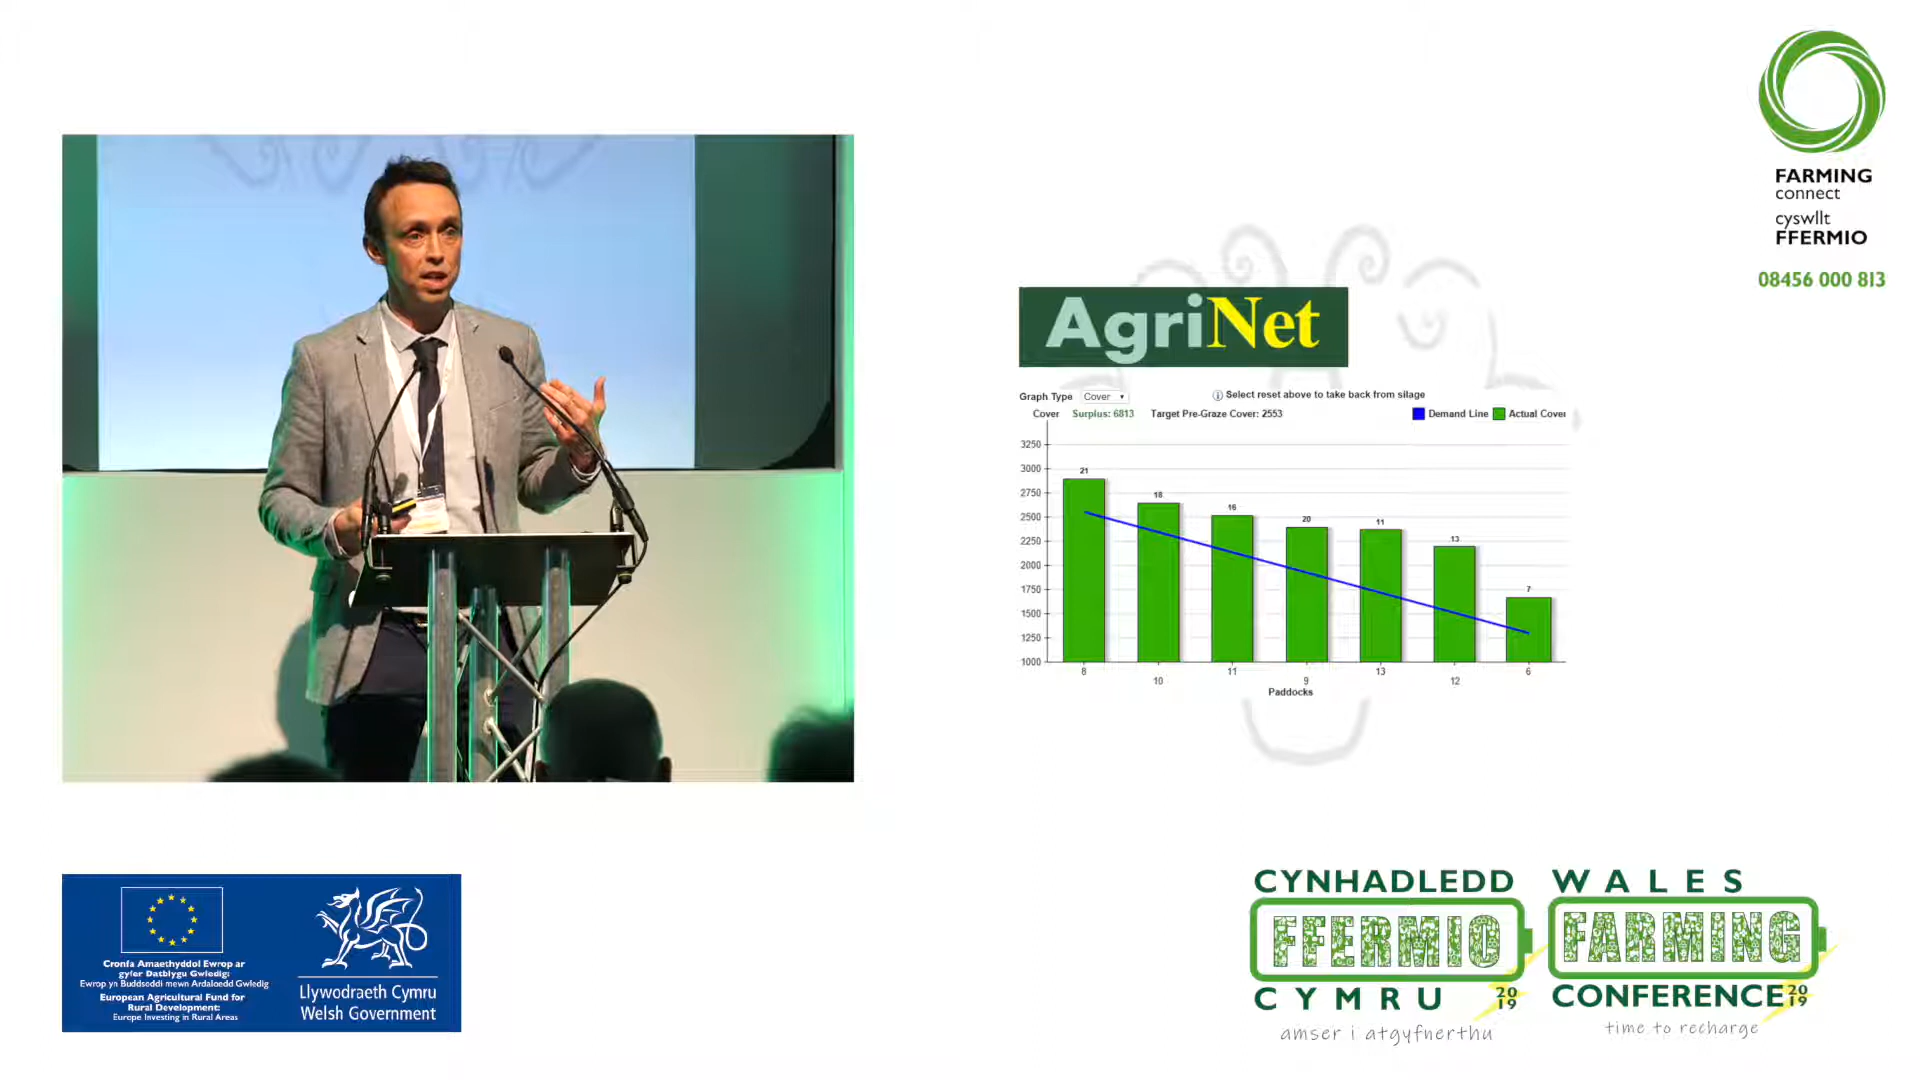 FARMING
connect
cyswllt
FFERMIO
08456 000 813
AgriNet
Graph Type Cover
Select reset above to take back from silage
Cover Surplus: 6813 Target Pre-Graze Cover: 2553
Demand Line Actual Cover
3250
3000
2750
2500
2250
2000
1750
1500
1250
1000
21 18 16 20 11 13 7
8 10 11 9 13 12 6
Paddocks
Cronfa Amaethyddol Ewrop ar
gyfer Datblygu Gwledig:
Ewrop yn Buddsoddi mewn Ardaloedd Gwledig
European Agricultural Fund for
Rural Development:
Europe Investing in Rural Areas
Llywodraeth Cymru
Welsh Government
CYNHADLEDD
FFERMIO
CYMRU 2019
amser i atgyfnerthu
WALES
FARMING
CONFERENCE 2019
time to recharge